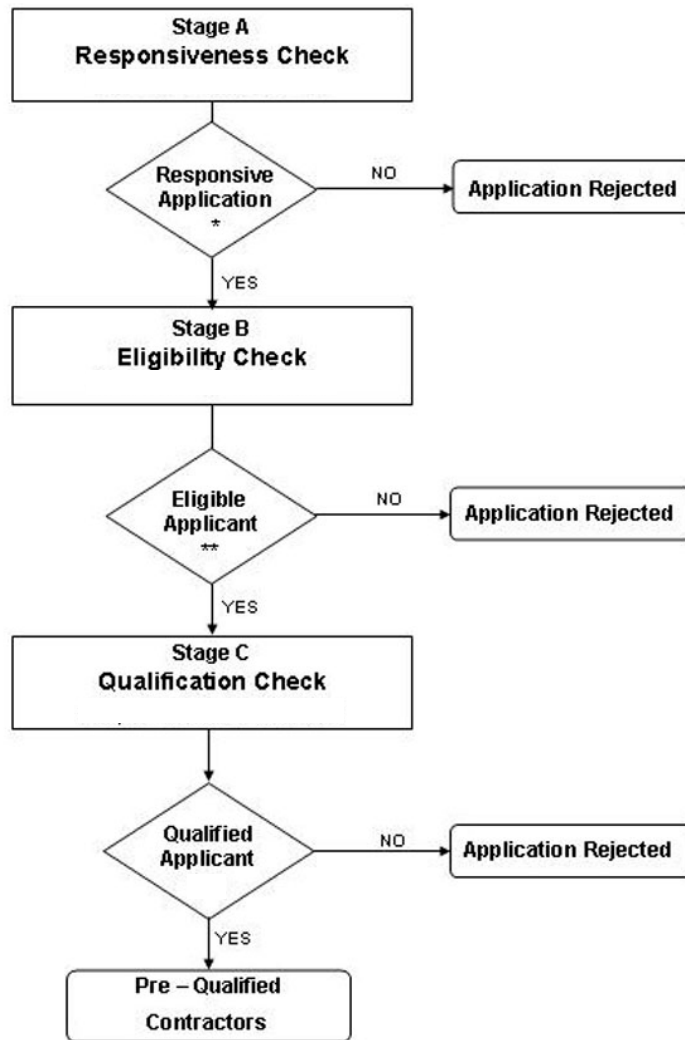 Stage A
Responsiveness Check
Responsive
Application
*
NO
Application Rejected
YES
Stage B
Eligibility Check
Eligible
Applicant
**
NO
Application Rejected
YES
Stage C
Qualification Check
Qualified
Applicant
NO
Application Rejected
YES
Pre – Qualified
Contractors